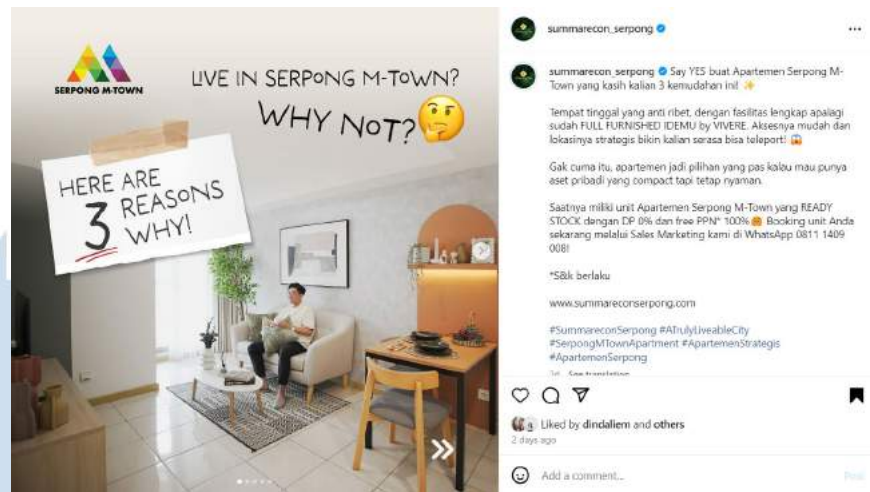 SERPONG M-TOWN
LIVE IN SERPONG M-TOWN?
WHY NOT?
HERE ARE
3 REASONS
WHY!
summarecon_serpong
summarecon_serpong Say YES buat Apartemen Serpong M-
Town yang kasih kalian 3 kemudahan ini!
Tempat tinggal yang anti ribet, dengan fasilitas lengkap apalagi
sudah FULL FURNISHED IDEMU by VIVERE. Aksesnya mudah dan
lokasinya strategis bikin kalian serasa bisa teleport!
Gak cuma itu, apartemen jadi pilihan yang pas kalau mau punya
aset pribadi yang compact tapi tetap nyaman.
Saatnya miliki unit Apartemen Serpong M-Town yang READY
STOCK dengan DP 0% dan free PPN* 100% Booking unit Anda
sekarang melalui Sales Marketing kami di WhatsApp 0811 1409
008!
*S&k berlaku
www.summareconserpong.com
#SummareconSerpong #ATrulyLiveableCity
#SerpongMTownApartment #ApartemenStrategis
#ApartemenSerpong
See translation
Liked by dindaliem and others
2 days ago
Add a comment...
Post